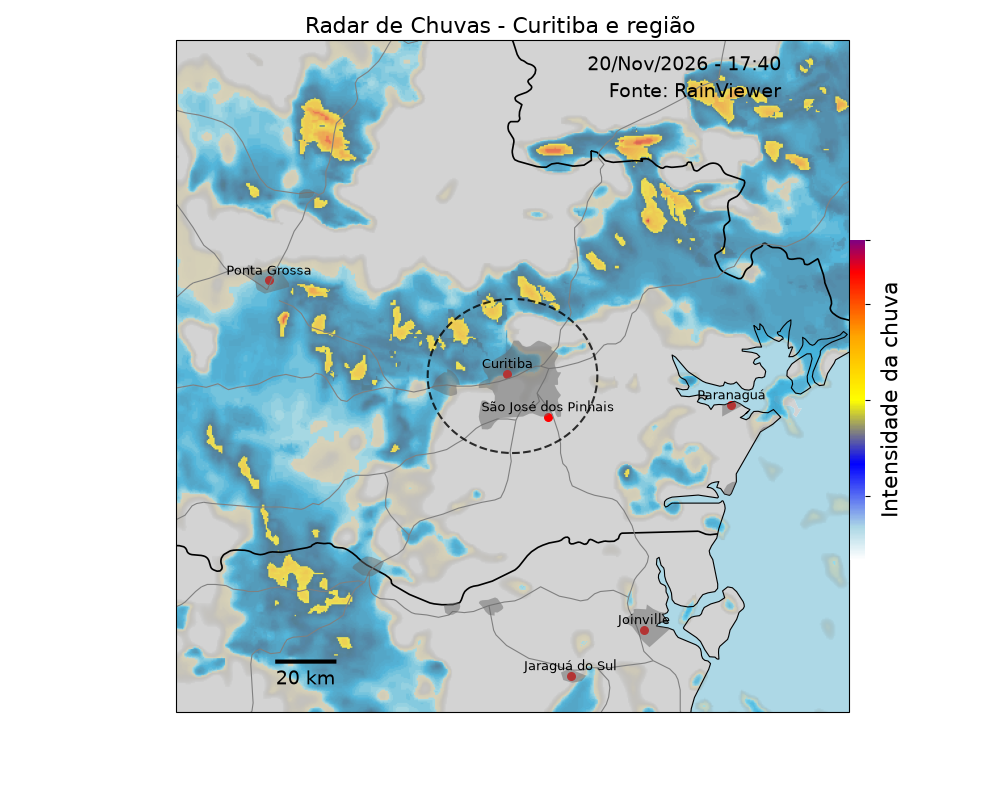 Radar de Chuvas - Curitiba e região
20/Nov/2026 - 17:40
Fonte: RainViewer
Ponta Grossa
Curitiba
São José dos Pinhais
Paranaguá
Joinville
Jaraguá do Sul
20 km
Intensidade da chuva